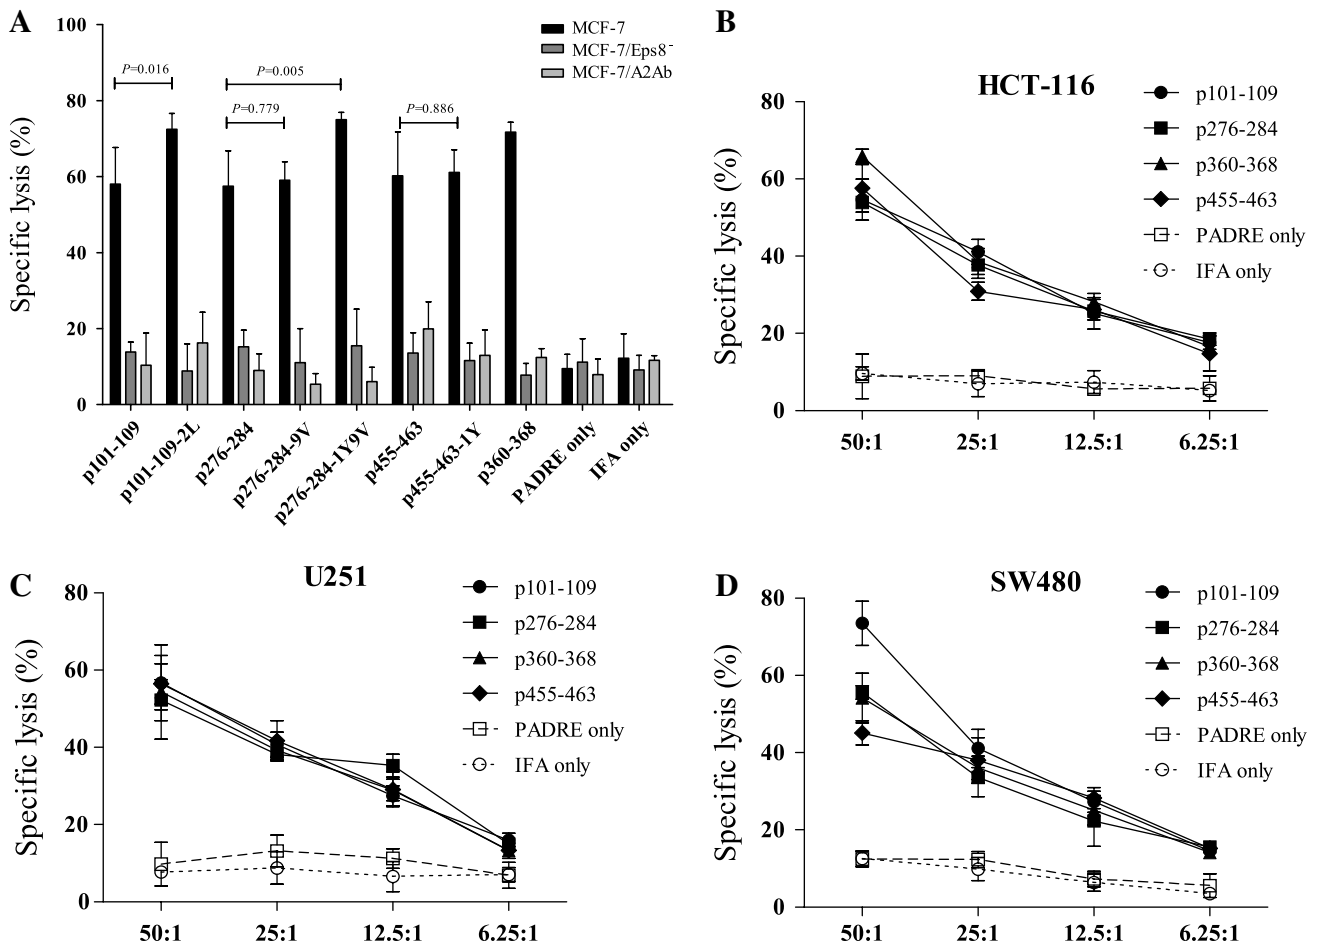 A
Specific lysis (%)
100
80
60
40
20
0
P=0.016
P=0.005
P=0.779
P=0.886
MCF-7
MCF-7/Eps8-
MCF-7/A2Ab
p101-109
p101-109-2L
p276-284
p276-284-9V
p276-284-1Y9V
p455-463
p455-463-1Y
p360-368
PADRE only
IFA only
B
HCT-116
Specific lysis (%)
80
60
40
20
0
p101-109
p276-284
p360-368
p455-463
PADRE only
IFA only
50:1 25:1 12.5:1 6.25:1
C
U251
Specific lysis (%)
80
60
40
20
0
p101-109
p276-284
p360-368
p455-463
PADRE only
IFA only
50:1 25:1 12.5:1 6.25:1
D
SW480
Specific lysis (%)
80
60
40
20
0
p101-109
p276-284
p360-368
p455-463
PADRE only
IFA only
50:1 25:1 12.5:1 6.25:1